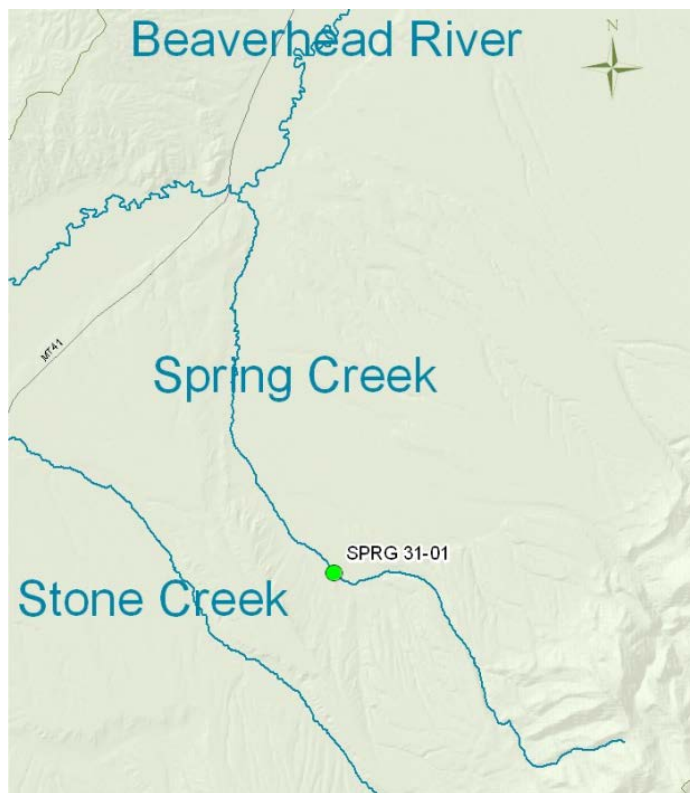 Beaverhead River
N
MT41
Spring Creek
SPRG 31-01
Stone Creek